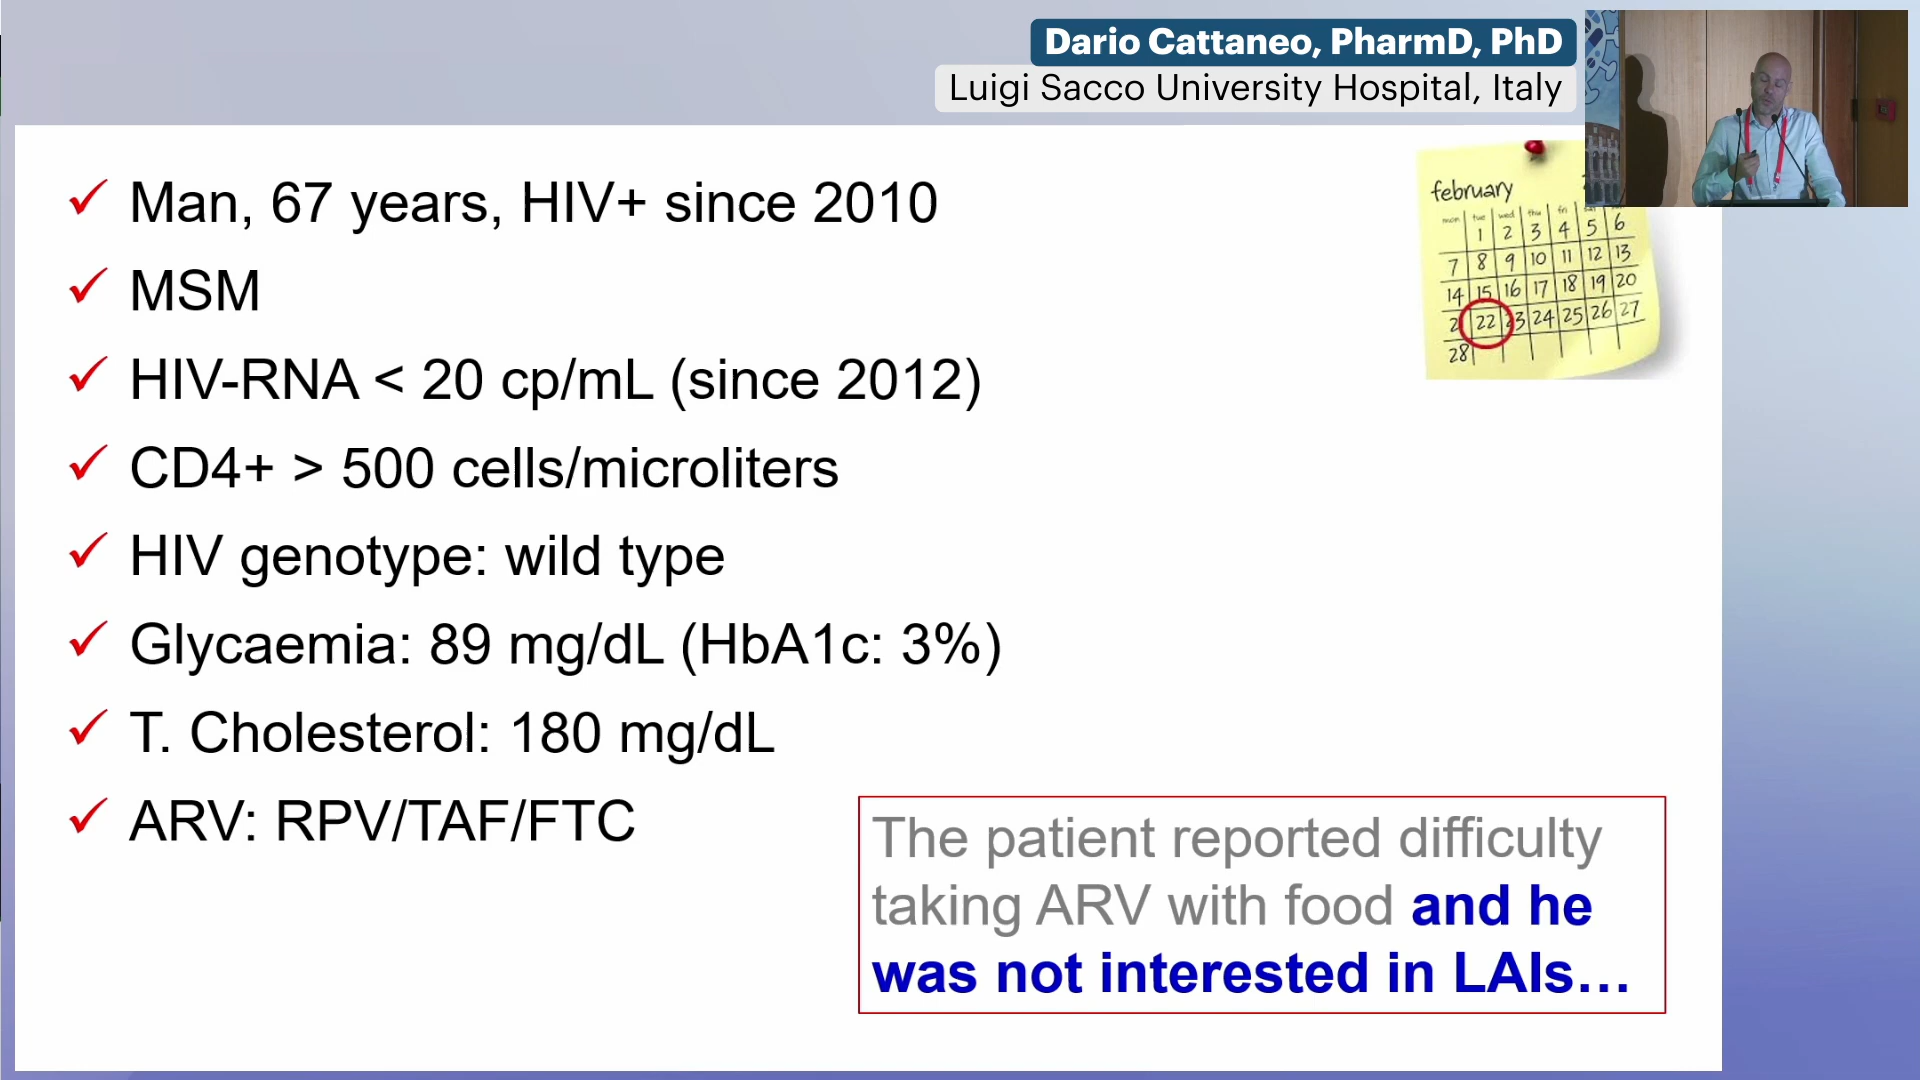 Dario Cattaneo, PharmD, PhD
Luigi Sacco University Hospital, Italy
Man, 67 years, HIV+ since 2010
MSM
HIV-RNA < 20 cp/mL (since 2012)
CD4+ > 500 cells/microliters
HIV genotype: wild type
Glycaemia: 89 mg/dL (HbA1c: 3%)
T. Cholesterol: 180 mg/dL
ARV: RPV/TAF/FTC
february
mon tue wed thu fri sat sun
1 2 3 4 5 6
7 8 9 10 11 12 13
14 15 16 17 18 19 20
22 23 24 25 26 27
28
The patient reported difficulty
taking ARV with food and he
was not interested in LAIs…